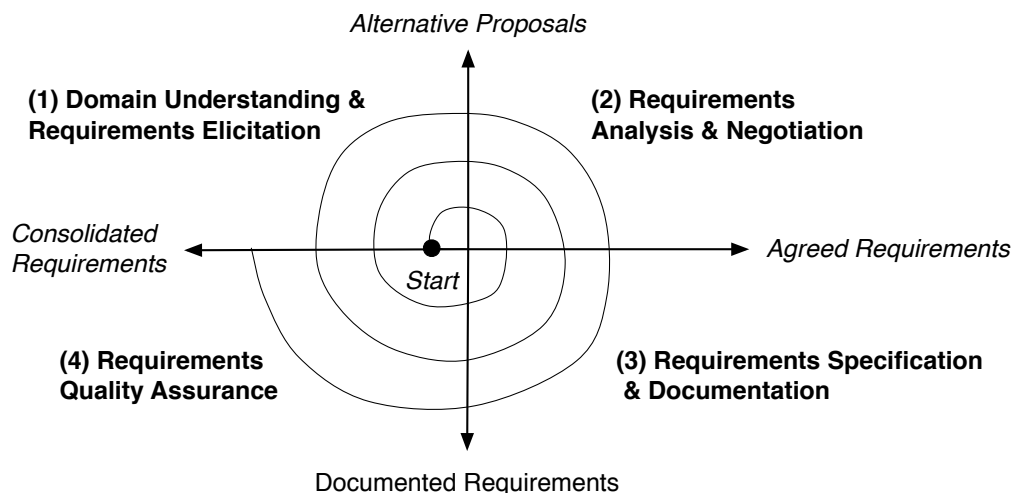 Alternative Proposals
(1) Domain Understanding &
Requirements Elicitation
(2) Requirements
Analysis & Negotiation
Consolidated
Requirements
Start
Agreed Requirements
(4) Requirements
Quality Assurance
(3) Requirements Specification
& Documentation
Documented Requirements